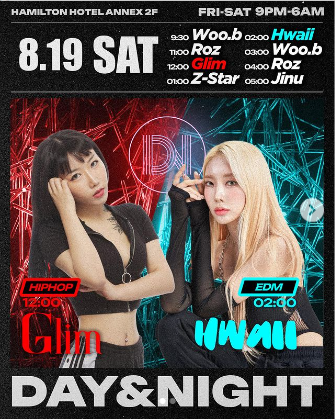 HAMILTON HOTEL ANNEX 2F
FRI-SAT 9PM-6AM
8.19 SAT
9:30 Woo.b
11:00 Roz
12:00 Glim
01:00 Z-Star
02:00 Hwaii
03:00 Woo.b
04:00 Roz
05:00 Jinu
DJ
HIPHOP
12:00
Glim
EDM
02:00
HWAII
DAY&NIGHT